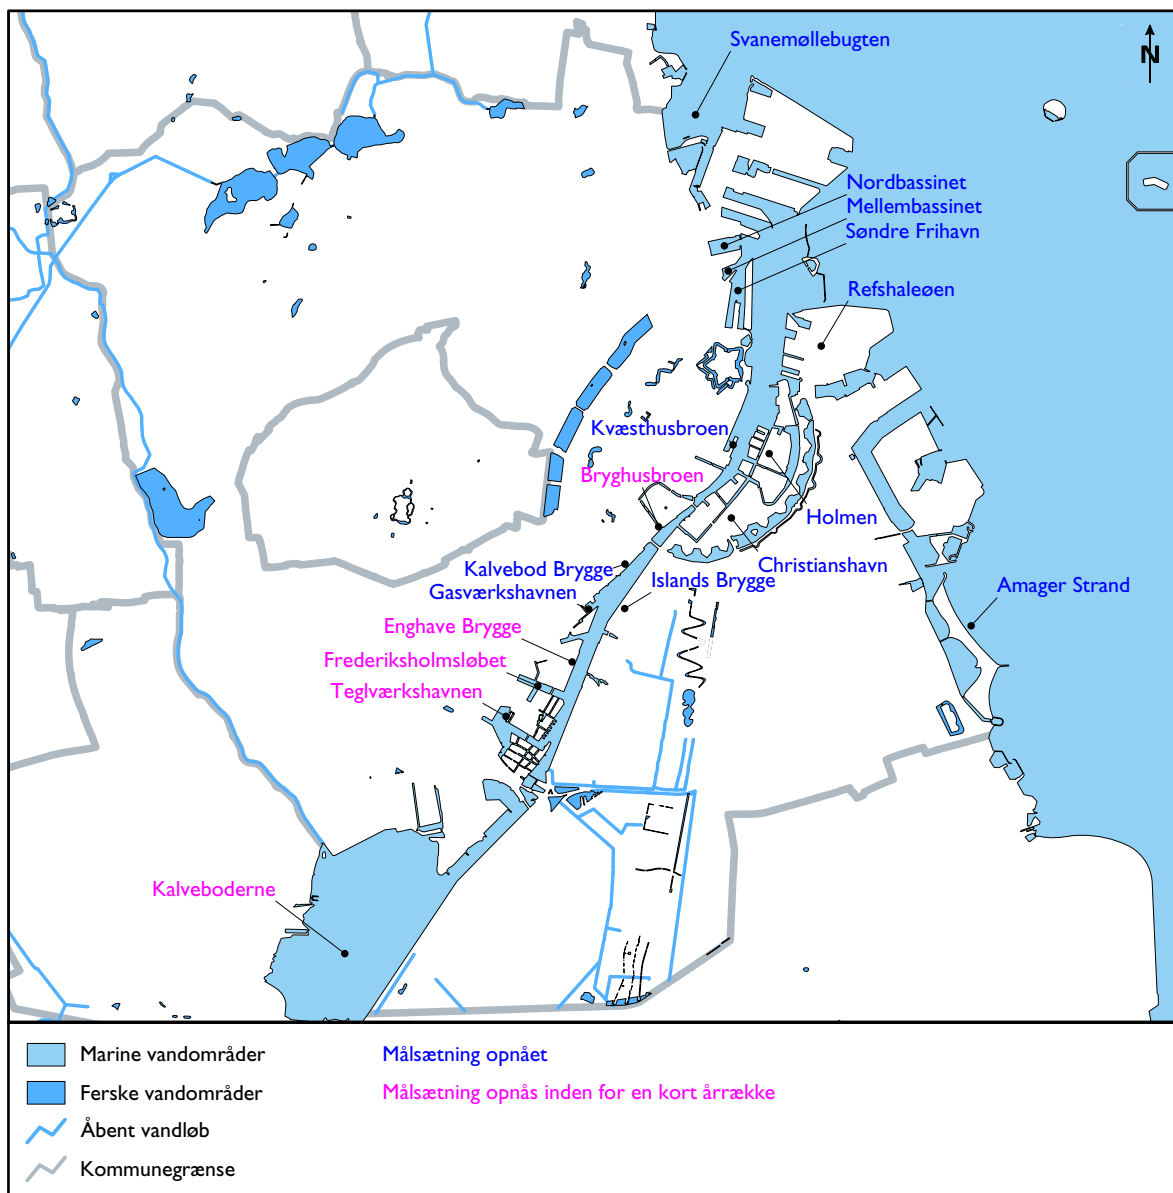 Svanemøllebugten
N
Nordbassinet
Mellembassinet
Søndre Frihavn
Refshaleøen
Kvæsthusbroen
Bryghusbroen
Holmen
Christianshavn
Kalvebod Brygge
Islands Brygge
Gasværkshavnen
Amager Strand
Enghave Brygge
Frederiksholmsløbet
Teglværkshavnen
Kalveboderne
Marine vandområder
Ferske vandområder
Åbent vandløb
Kommunegrænse
Målsætning opnået
Målsætning opnås inden for en kort årrække